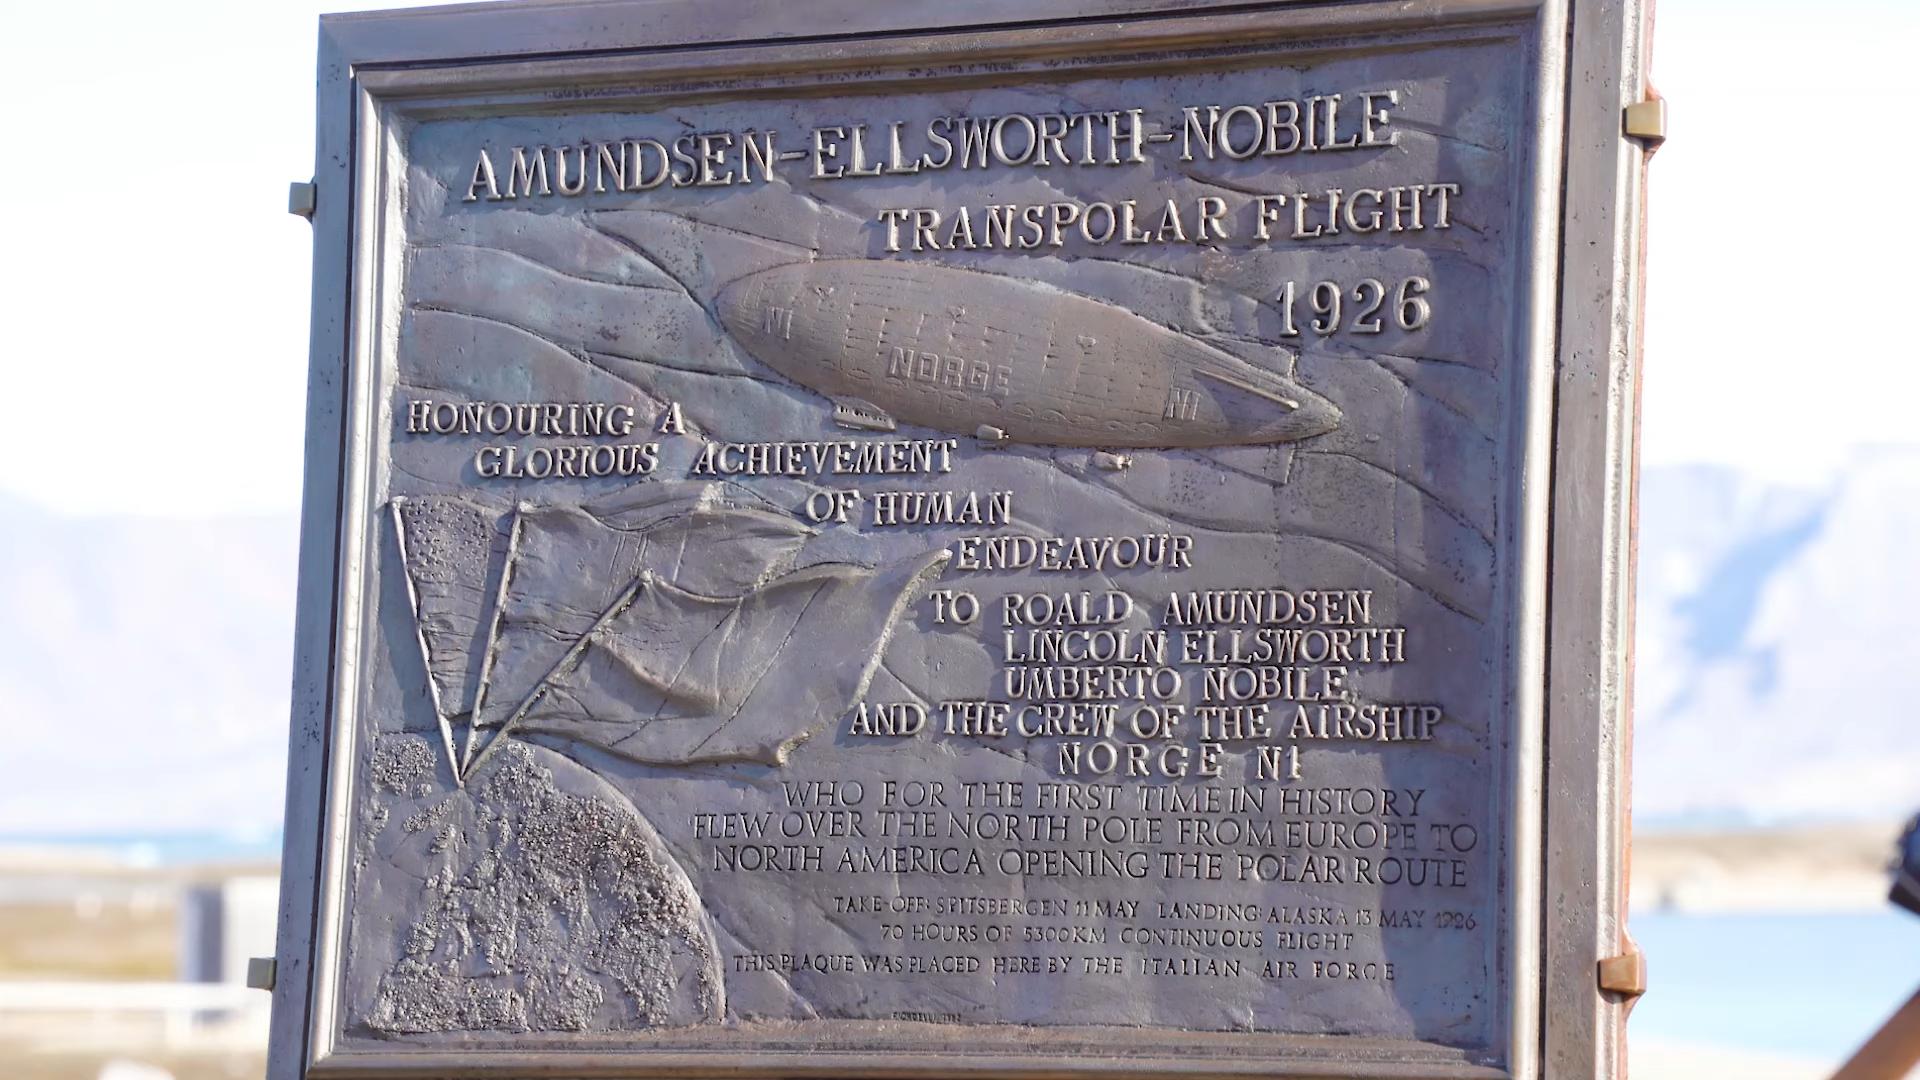 AMUNDSEN-ELLSWORTH-NOBILE
TRANSPOLAR FLIGHT
1926
N1
NORGE
N1
HONOURING A
GLORIOUS ACHIEVEMENT
OF HUMAN
ENDEAVOUR
TO ROALD AMUNDSEN
LINCOLN ELLSWORTH
UMBERTO NOBILE
AND THE CREW OF THE AIRSHIP
NORGE N1
WHO FOR THE FIRST TIME IN HISTORY
FLEW OVER THE NORTH POLE FROM EUROPE TO
NORTH AMERICA OPENING THE POLAR ROUTE
TAKE-OFF: SPITSBERGEN 11 MAY LANDING: ALASKA 13 MAY 1926
70 HOURS OF 5300KM CONTINUOUS FLIGHT
THIS PLAQUE WAS PLACED HERE BY THE ITALIAN AIR FORCE